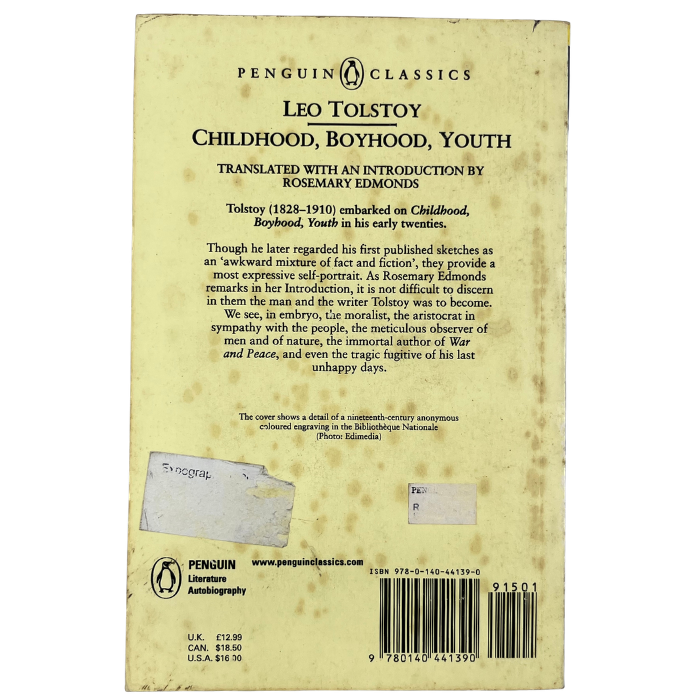 PENGUIN CLASSICS
LEO TOLSTOY
CHILDHOOD, BOYHOOD, YOUTH
TRANSLATED WITH AN INTRODUCTION BY
ROSEMARY EDMONDS
Tolstoy (1828–1910) embarked on Childhood,
Boyhood, Youth in his early twenties.
Though he later regarded his first published sketches as
an ‘awkward mixture of fact and fiction’, they provide a
most expressive self-portrait. As Rosemary Edmonds
remarks in her Introduction, it is not difficult to discern
in them the man and the writer Tolstoy was to become.
We see, in embryo, the moralist, the aristocrat in
sympathy with the people, the meticulous observer of
men and of nature, the immortal author of War
and Peace, and even the tragic fugitive of his last
unhappy days.
The cover shows a detail of a nineteenth-century anonymous
coloured engraving in the Bibliothèque Nationale
(Photo: Edimedia)
R
PENGUIN
Literature
Autobiography
www.penguinclassics.com
ISBN 978-0-140-44139-0
91501
9 780140 441390
U.K. £12.99
CAN. $18.50
U.S.A. $16.00